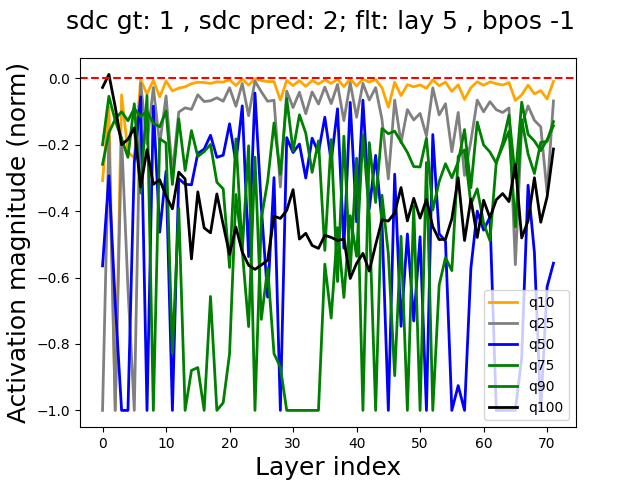 sdc gt: 1 , sdc pred: 2; flt: lay 5 , bpos -1
Activation magnitude (norm)
0.0
−0.2
−0.4
−0.6
−0.8
−1.0
0 10 20 30 40 50 60 70
Layer index
q10
q25
q50
q75
q90
q100